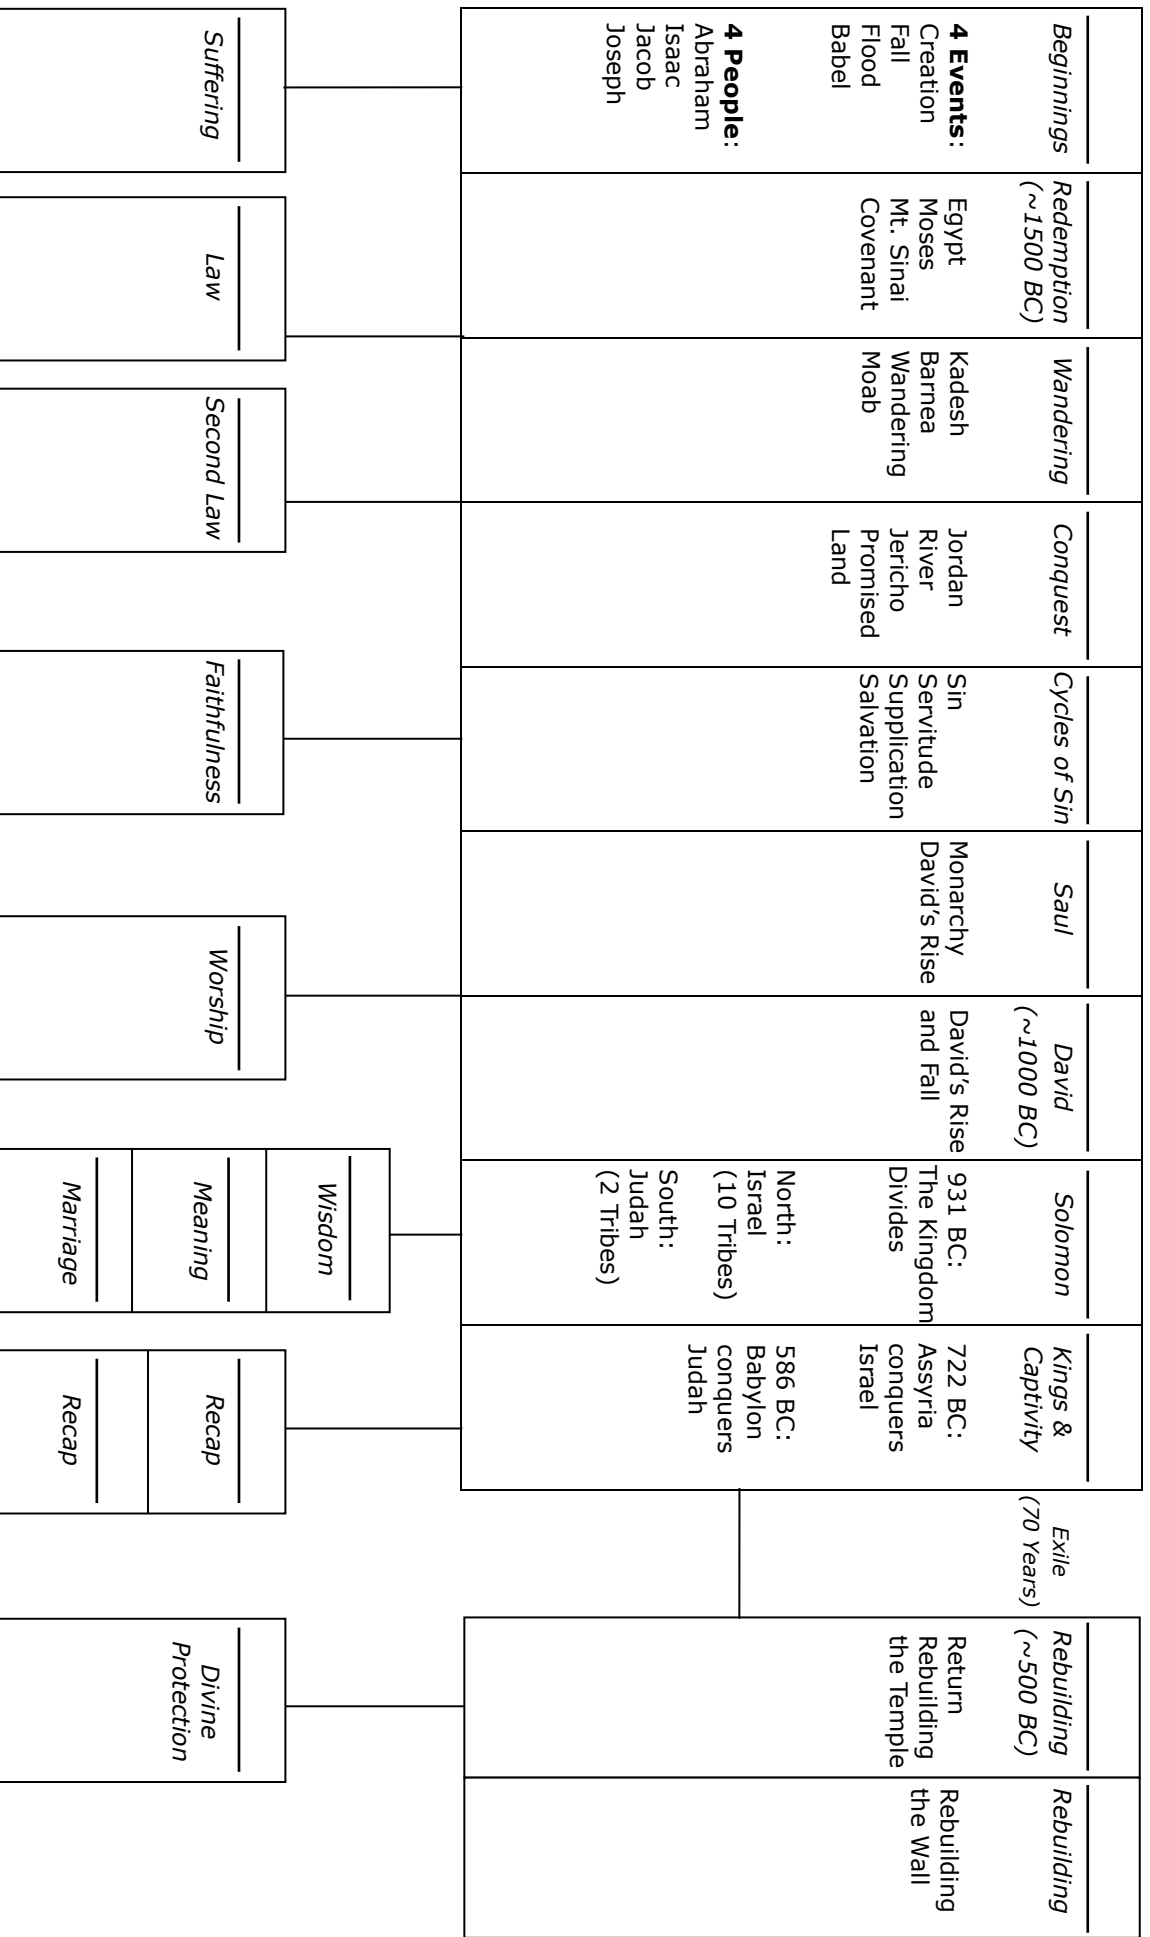 Beginnings
4 Events:
Creation
Fall
Flood
Babel
4 People:
Abraham
Isaac
Jacob
Joseph
Redemption
(~1500 BC)
Egypt
Moses
Mt. Sinai
Covenant
Wandering
Kadesh
Barnea
Wandering
Moab
Conquest
Jordan
River
Jericho
Promised
Land
Cycles of Sin
Sin
Servitude
Supplication
Salvation
Saul
Monarchy
David’s Rise
David
(~1000 BC)
David’s Rise
and Fall
Solomon
931 BC:
The Kingdom
Divides
North:
Israel
(10 Tribes)
South:
Judah
(2 Tribes)
Kings &
Captivity
722 BC:
Assyria
conquers
Israel
586 BC:
Babylon
conquers
Judah
Exile
(70 Years)
Rebuilding
(~500 BC)
Return
Rebuilding
the Temple
Rebuilding
Rebuilding
the Wall
Suffering
Law
Second Law
Faithfulness
Worship
Wisdom
Meaning
Marriage
Recap
Recap
Divine
Protection